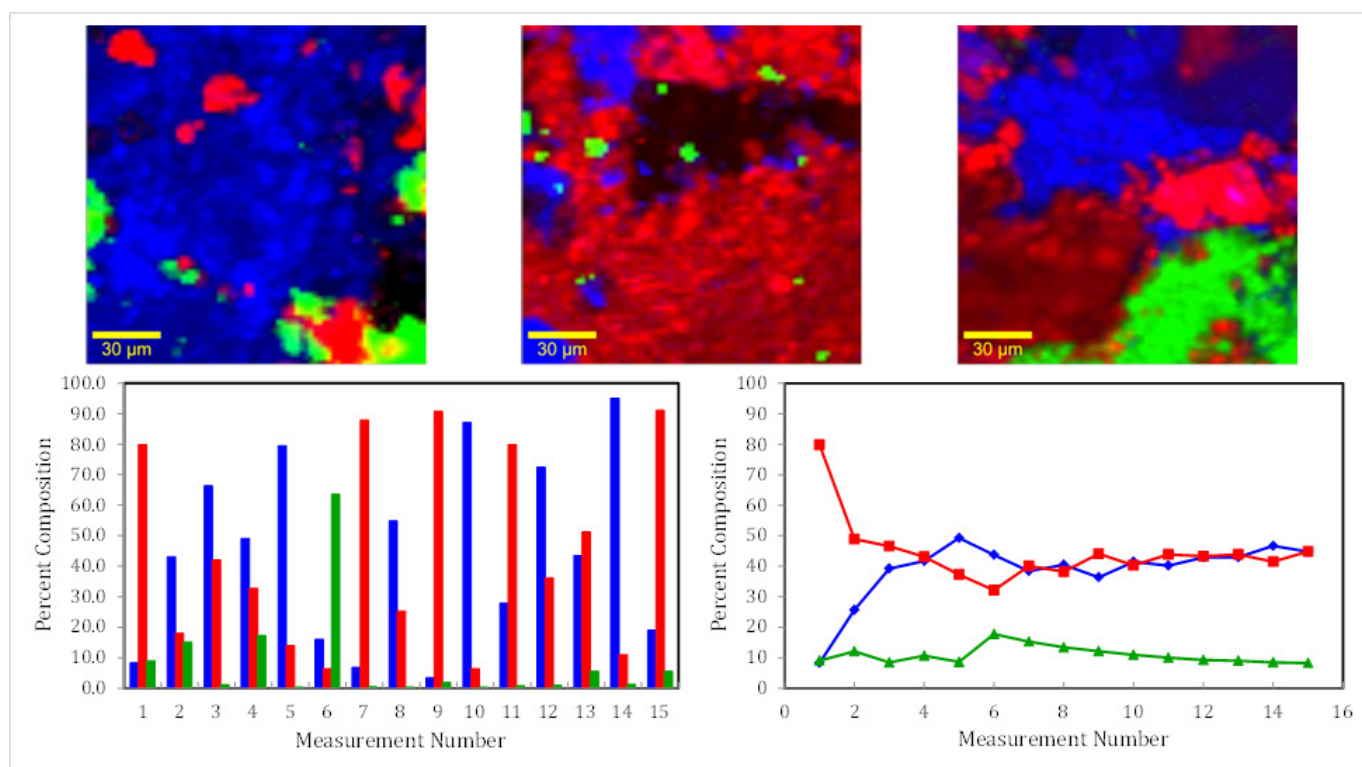 30 µm
30 µm
30 µm
100.0
90.0
80.0
70.0
60.0
50.0
40.0
30.0
20.0
10.0
0.0
Percent Composition
1 2 3 4 5 6 7 8 9 10 11 12 13 14 15
Measurement Number
100
90
80
70
60
50
40
30
20
10
0
Percent Composition
0 2 4 6 8 10 12 14 16
Measurement Number